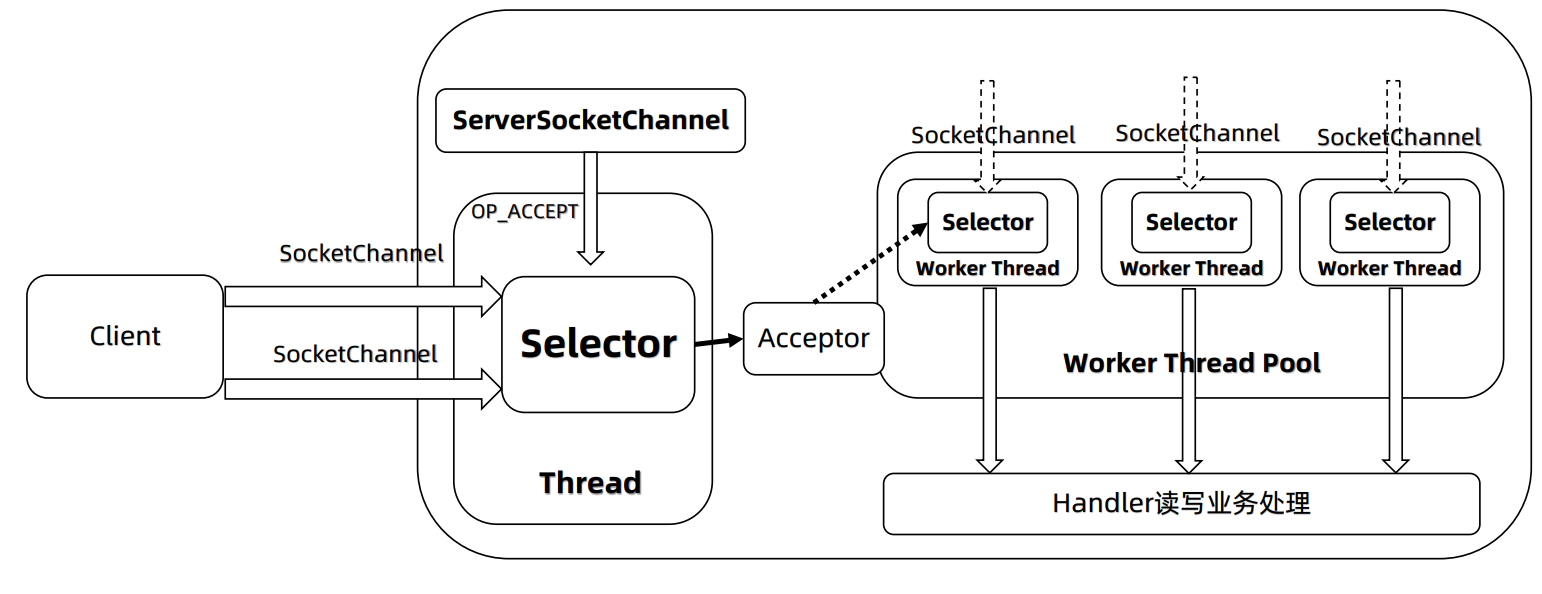 ServerSocketChannel
OP_ACCEPT
SocketChannel
SocketChannel
Client
Selector
Thread
Acceptor
SocketChannel
SocketChannel
SocketChannel
Selector
Worker Thread
Selector
Worker Thread
Selector
Worker Thread
Worker Thread Pool
Handler读写业务处理